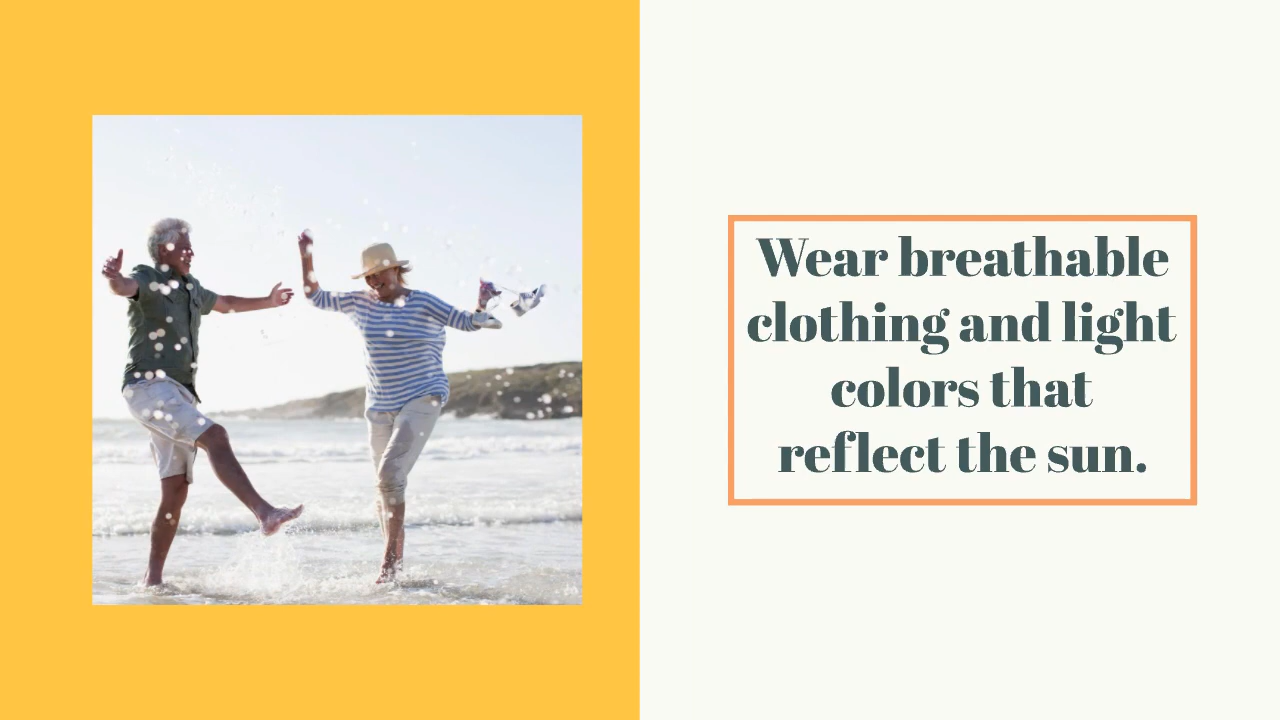 Wear breathable
clothing and light
colors that
reflect the sun.